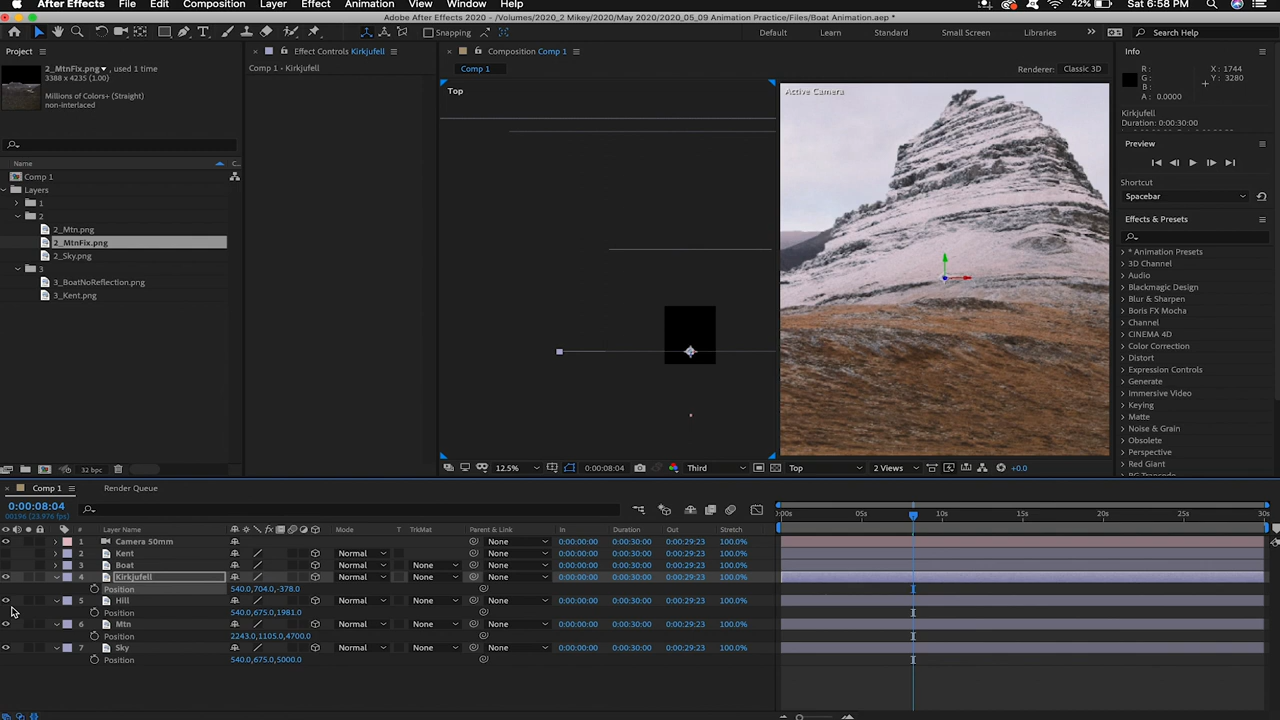 After Effects File Edit Composition Layer Effect Animation View Window Help 42% Sat 6:58 PM
Adobe After Effects 2020 - /Volumes/2020_2 Mikey/2020/May 2020/2020_05_09 Animation Practice/Files/Boat Animation.aep *
Snapping Default Learn Standard Small Screen Libraries >> Search Help
Project Effect Controls Kirkjufell Composition Comp 1 Info
2_MtnFix.png, used 1 time
3388 x 4235 (1.00)
Millions of Colors+ (Straight)
non-interlaced
Comp 1 - Kirkjufell
Comp 1
Renderer: Classic 3D
R:
G:
B:
A: 0.0000
X: 1744
Y: 3280
Top
Active Camera
Kirkjufell
Duration: 0:00:30:00
Preview
Shortcut
Spacebar
Effects & Presets
* Animation Presets
3D Channel
Audio
Blackmagic Design
Blur & Sharpen
Boris FX Mocha
Channel
CINEMA 4D
Color Correction
Distort
Expression Controls
Generate
Immersive Video
Keying
Matte
Noise & Grain
Obsolete
Perspective
Red Giant
Name C
Comp 1
Layers
1
2
2_Mtn.png
2_MtnFix.png
2_Sky.png
3
3_BoatNoReflection.png
3_Kent.png
32 bpc
12.5% 0:00:08:04 Third Top 2 Views +0.0
Comp 1 Render Queue
0:00:08:04
00196 (23.976 fps)
:00s 05s 10s 15s 20s 25s 30s
# Layer Name Mode T TrkMat Parent & Link In Duration Out Stretch
1 Camera 50mm None 0:00:00:00 0:00:30:00 0:00:29:23 100.0%
2 Kent Normal None 0:00:00:00 0:00:30:00 0:00:29:23 100.0%
3 Boat Normal None None 0:00:00:00 0:00:30:00 0:00:29:23 100.0%
4 Kirkjufell Normal None None 0:00:00:00 0:00:30:00 0:00:29:23 100.0%
Position 540.0,704.0,-378.0
5 Hill Normal None None 0:00:00:00 0:00:30:00 0:00:29:23 100.0%
Position 540.0,675.0,1981.0
6 Mtn Normal None None 0:00:00:00 0:00:30:00 0:00:29:23 100.0%
Position 2243.0,1105.0,4700.0
7 Sky Normal None None 0:00:00:00 0:00:30:00 0:00:29:23 100.0%
Position 540.0,675.0,5000.0